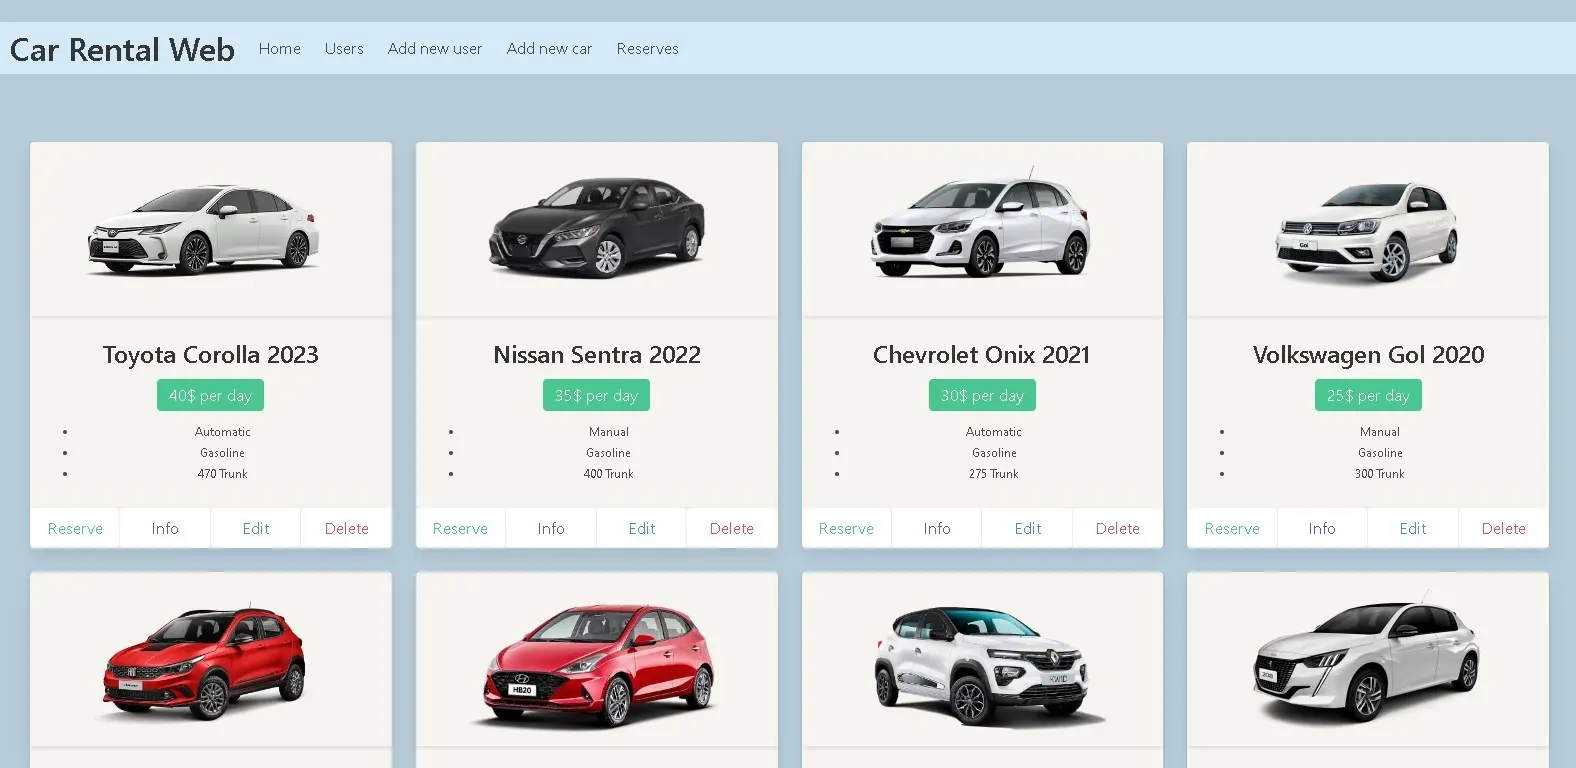 Car Rental Web Home Users Add new user Add new car Reserves
Gol
Toyota Corolla 2023 Nissan Sentra 2022 Chevrolet Onix 2021 Volkswagen Gol 2020
40$ per day 35$ per day 30$ per day 25$ per day
Automatic Manual Automatic Manual
Gasoline Gasoline Gasoline Gasoline
470 Trunk 400 Trunk 275 Trunk 300 Trunk
Reserve Info Edit Delete Reserve Info Edit Delete Reserve Info Edit Delete Reserve Info Edit Delete
HB20 KWID 208